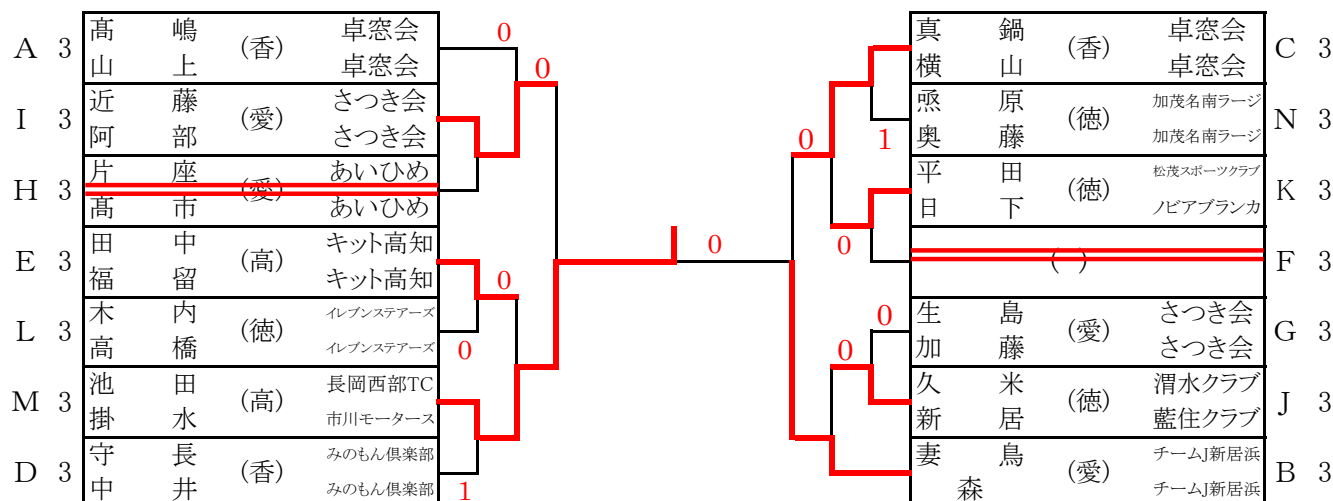 A 3 髙嶋 (香) 卓窓会
山上 卓窓会
I 3 近藤 (愛) さつき会
阿部 さつき会
H 3 片座 (愛) あいひめ
髙市 あいひめ
E 3 田中 (高) キット高知
福留 キット高知
L 3 木内 (徳) イレブンステアーズ
高橋 イレブンステアーズ
M 3 池田 (高) 長岡西部TC
掛水 市川モータース
D 3 守長 (香) みのもん倶楽部
中井 みのもん倶楽部
0
0
0
0
1
0
真鍋 (香) 卓窓会 C 3
横山 卓窓会
原 (徳) 加茂名南ラージ N 3
奥藤 加茂名南ラージ
平田 (徳) 松茂スポーツクラブ K 3
日下 ノビアブランカ
( ) F 3
生島 (愛) さつき会 G 3
加藤 さつき会
久米 (徳) 渭水クラブ J 3
新居 藍住クラブ
妻鳥 (愛) チームJ新居浜 B 3
森 チームJ新居浜
0
1
0
0
0
0